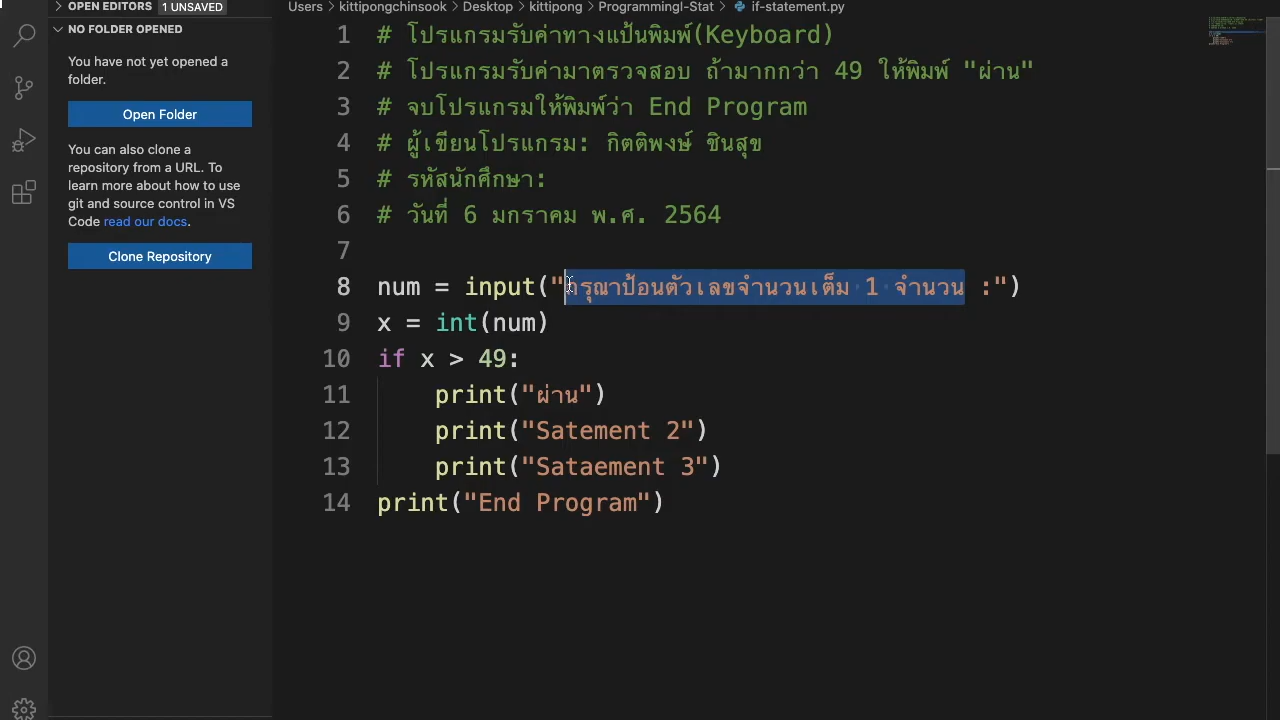 OPEN EDITORS 1 UNSAVED
NO FOLDER OPENED
You have not yet opened a
folder.
Open Folder
You can also clone a
repository from a URL. To
learn more about how to use
git and source control in VS
Code read our docs.
Clone Repository
Users > kittipongchinsook > Desktop > kittipong > ProgrammingI-Stat > if-statement.py
1 # โปรแกรมรับค่าทางแป้นพิมพ์(Keyboard)
2 # โปรแกรมรับค่ามาตรวจสอบ ถ้ามากกว่า 49 ให้พิมพ์ "ผ่าน"
3 # จบโปรแกรมให้พิมพ์ว่า End Program
4 # ผู้เขียนโปรแกรม: กิตติพงษ์ ชินสุข
5 # รหัสนักศึกษา:
6 # วันที่ 6 มกราคม พ.ศ. 2564
7
8 num = input("กรุณาป้อนตัวเลขจำนวนเต็ม 1 จำนวน :")
9 x = int(num)
10 if x > 49:
11 print("ผ่าน")
12 print("Satement 2")
13 print("Sataement 3")
14 print("End Program")